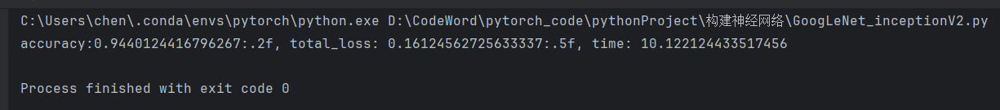 C:\Users\chen\.conda\envs\pytorch\python.exe D:\CodeWord\pytorch_code\pythonProject\构建神经网络\GoogLeNet_inceptionV2.py
accuracy:0.9440124416796267:.2f, total_loss: 0.16124562725633337:.5f, time: 10.122124433517456
Process finished with exit code 0